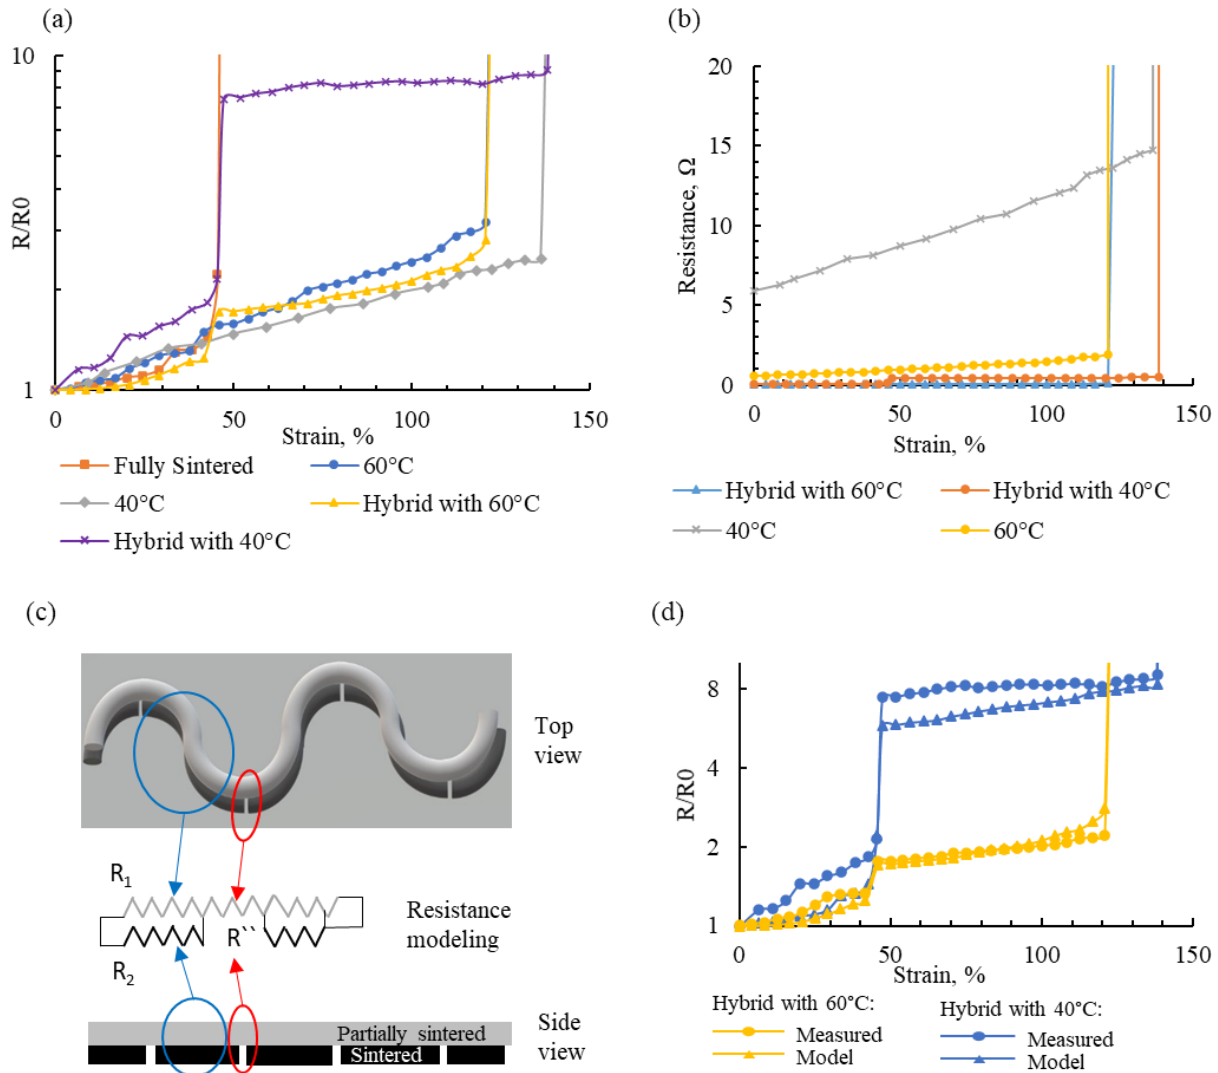 (a)
10
R/R0
1
0
50
100
150
Strain, %
Fully Sintered
60°C
40°C
Hybrid with 60°C
Hybrid with 40°C
(b)
20
15
10
5
0
Resistance, Ω
0
50
100
150
Strain, %
Hybrid with 60°C
Hybrid with 40°C
40°C
60°C
(c)
Top
view
R1
R``
R2
Resistance
modeling
Partially sintered
Sintered
Side
view
(d)
8
4
2
1
R/R0
0
50
100
150
Strain, %
Hybrid with 60°C:
Measured
Model
Hybrid with 40°C:
Measured
Model